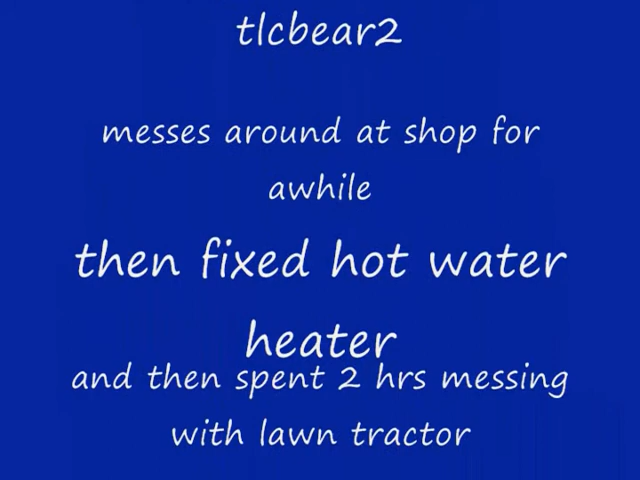 tlcbear2
messes around at shop for
awhile
then fixed hot water
heater
and then spent 2 hrs messing
with lawn tractor